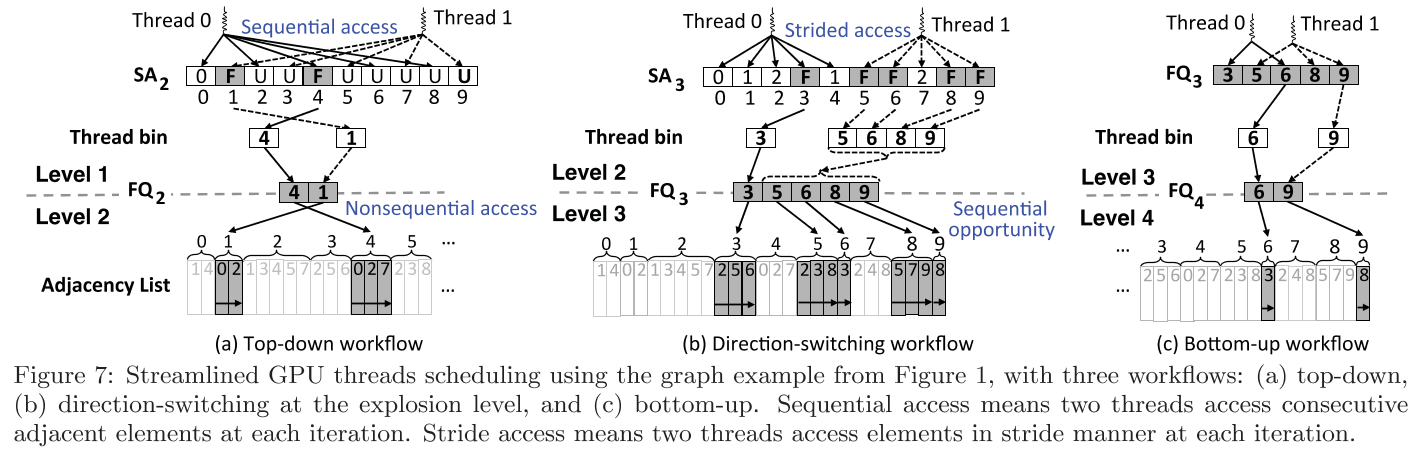 Thread 0 Thread 1
Sequential access
SA2 0 F U U F U U U U U
0 1 2 3 4 5 6 7 8 9
Thread bin 4 1
Level 1
FQ2 4 1
Level 2
Nonsequential access
0 1 2 3 4 5 ...
Adjacency List 1 4 0 2 1 3 4 5 7 2 5 6 0 2 7 2 3 8 ...
(a) Top-down workflow
Thread 0 Thread 1
Strided access
SA3 0 1 2 F 1 F F 2 F F
0 1 2 3 4 5 6 7 8 9
Thread bin 3 5 6 8 9
Level 2
FQ3 3 5 6 8 9
Level 3
Sequential
opportunity
0 1 2 3 4 5 6 7 8 9
1 4 0 2 1 3 4 5 7 2 5 6 0 2 7 2 3 8 3 2 4 8 5 7 9 8
(b) Direction-switching workflow
Thread 0 Thread 1
FQ3 3 5 6 8 9
Thread bin 6 9
Level 3
FQ4 6 9
Level 4
... 3 4 5 6 7 8 9
... 2 5 6 0 2 7 2 3 8 3 2 4 8 5 7 9 8
(c) Bottom-up workflow
Figure 7: Streamlined GPU threads scheduling using the graph example from Figure 1, with three workflows: (a) top-down,
(b) direction-switching at the explosion level, and (c) bottom-up. Sequential access means two threads access consecutive
adjacent elements at each iteration. Stride access means two threads access elements in stride manner at each iteration.